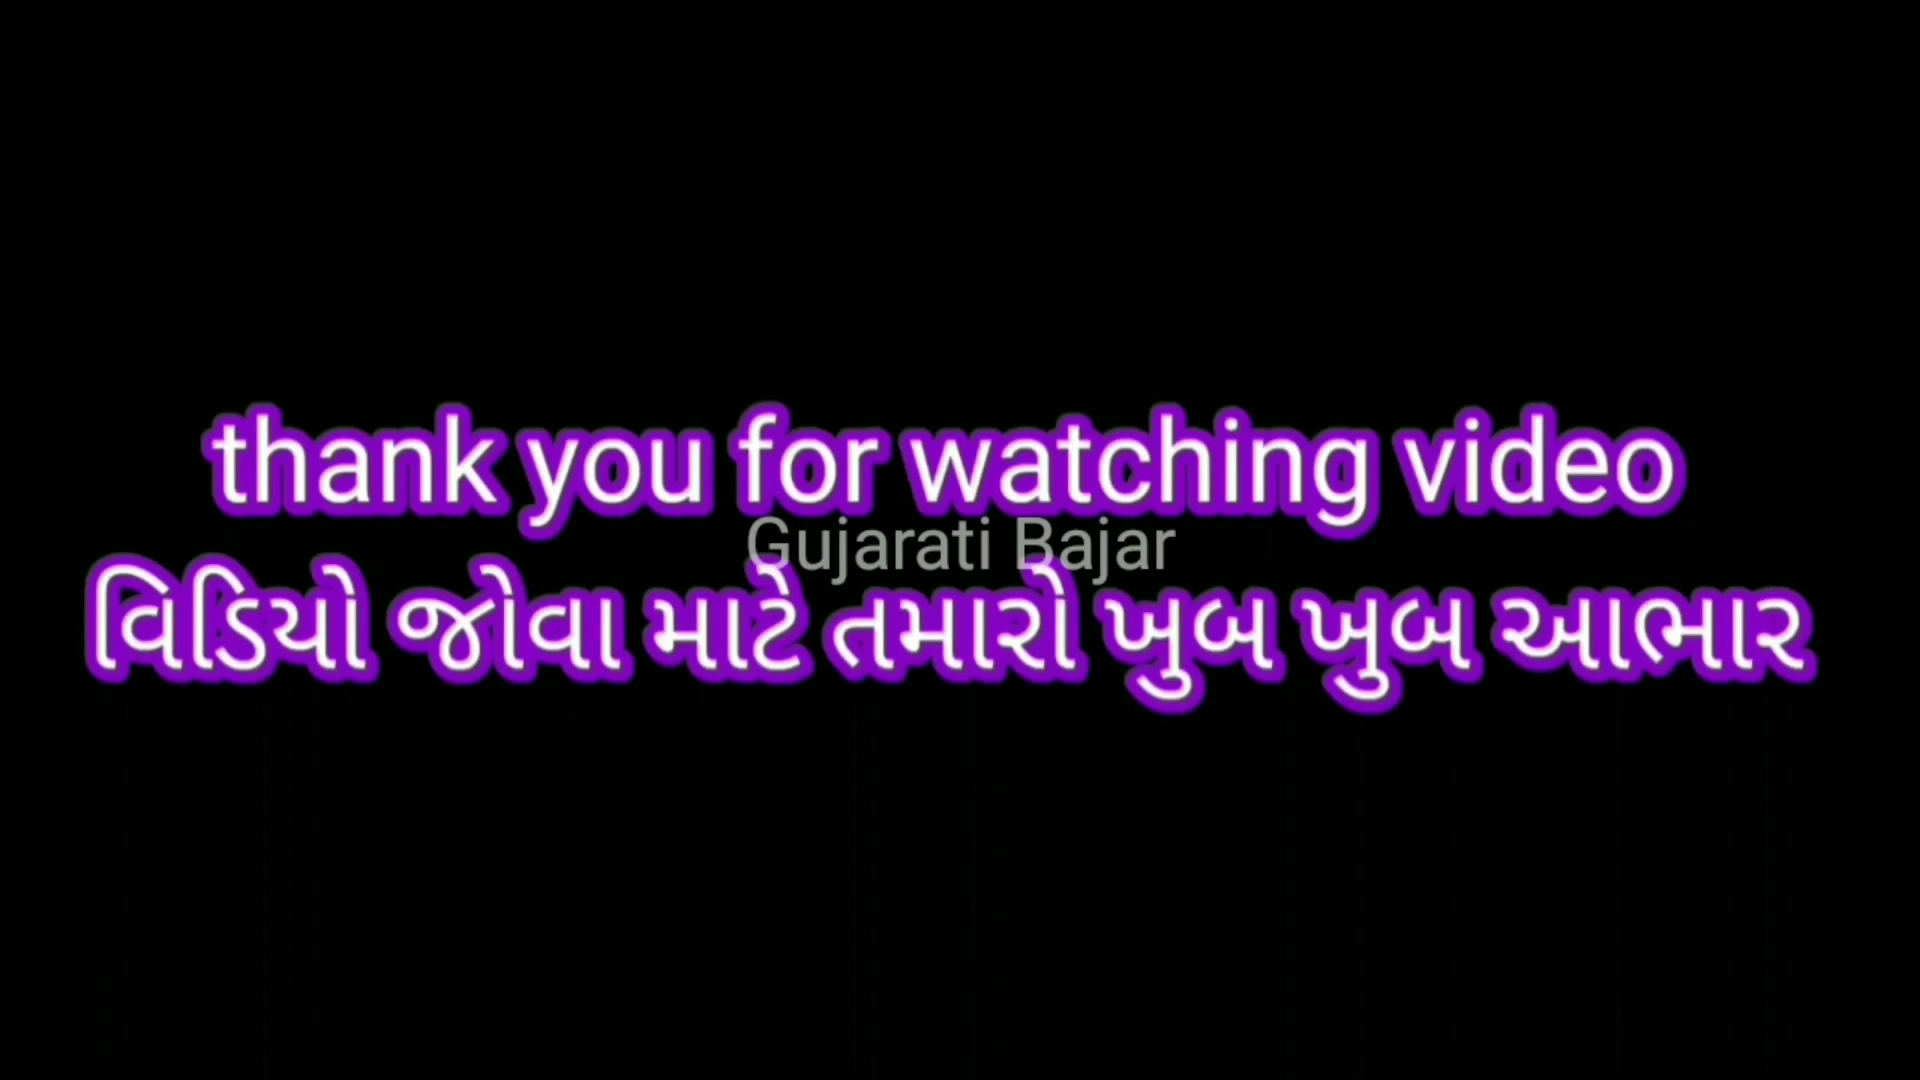 thank you for watching video
Gujarati Bajar
વિડિયો જોવા માટે તમારો ખુબ ખુબ આભાર